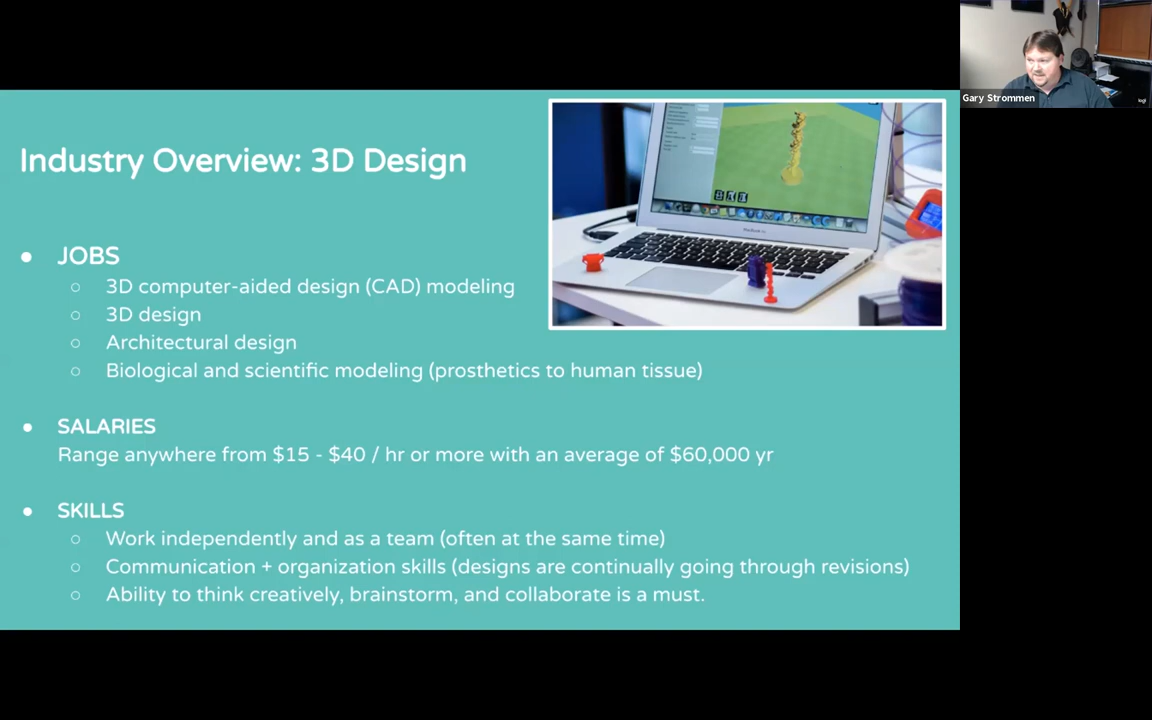 Gary Strommen
logi
Industry Overview: 3D Design
● JOBS
○ 3D computer-aided design (CAD) modeling
○ 3D design
○ Architectural design
○ Biological and scientific modeling (prosthetics to human tissue)
● SALARIES
Range anywhere from $15 - $40 / hr or more with an average of $60,000 yr
● SKILLS
○ Work independently and as a team (often at the same time)
○ Communication + organization skills (designs are continually going through revisions)
○ Ability to think creatively, brainstorm, and collaborate is a must.
MacBook Air